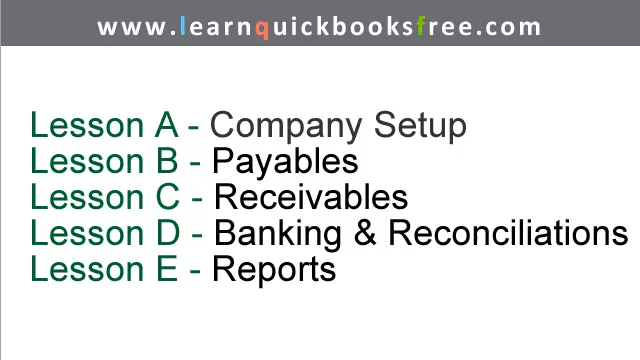 www.learnquickbooksfree.com
Lesson A - Company Setup
Lesson B - Payables
Lesson C - Receivables
Lesson D - Banking & Reconciliations
Lesson E - Reports